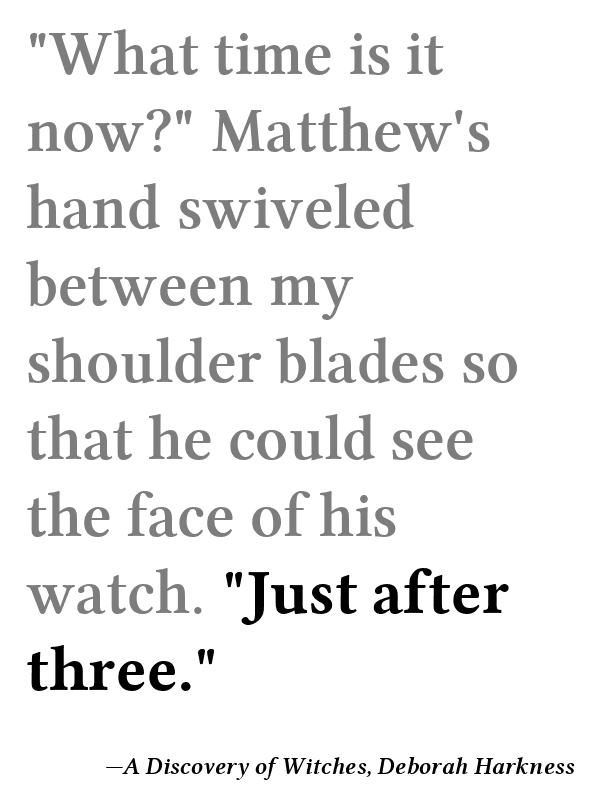 "What time is it
now?" Matthew's
hand swiveled
between my
shoulder blades so
that he could see
the face of his
watch. "Just after
three."
—A Discovery of Witches, Deborah Harkness